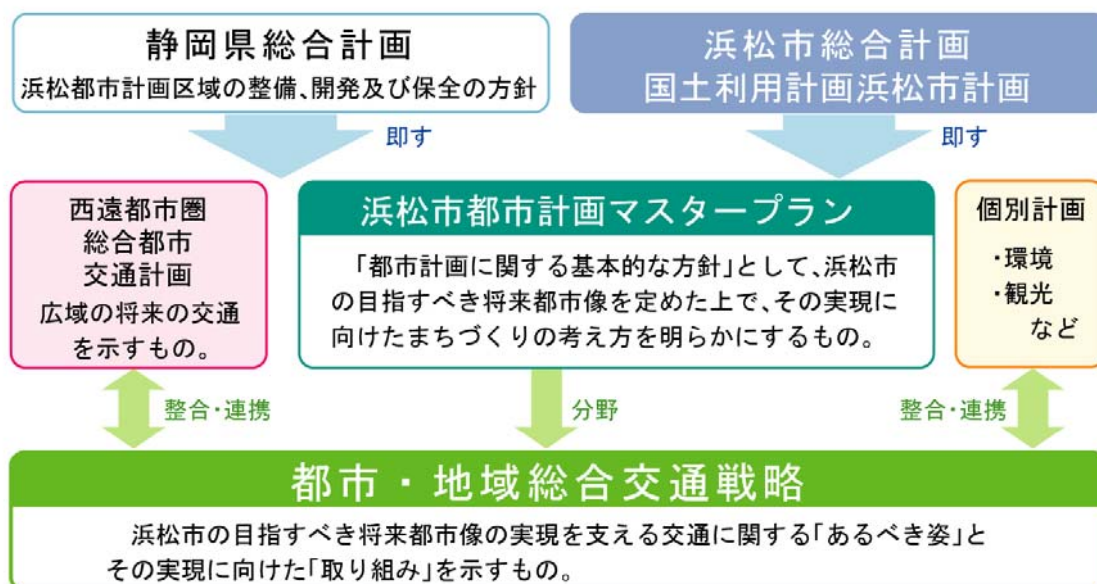 静岡県総合計画
浜松都市計画区域の整備、開発及び保全の方針
浜松市総合計画
国土利用計画浜松市計画
即す
即す
西遠都市圏
総合都市
交通計画
広域の将来の交通
を示すもの。
浜松市都市計画マスタープラン
「都市計画に関する基本的な方針」として、浜松市
の目指すべき将来都市像を定めた上で、その実現に
向けたまちづくりの考え方を明らかにするもの。
個別計画
・環境
・観光
など
整合・連携
分野
整合・連携
都市・地域総合交通戦略
浜松市の目指すべき将来都市像の実現を支える交通に関する「あるべき姿」と
その実現に向けた「取り組み」を示すもの。